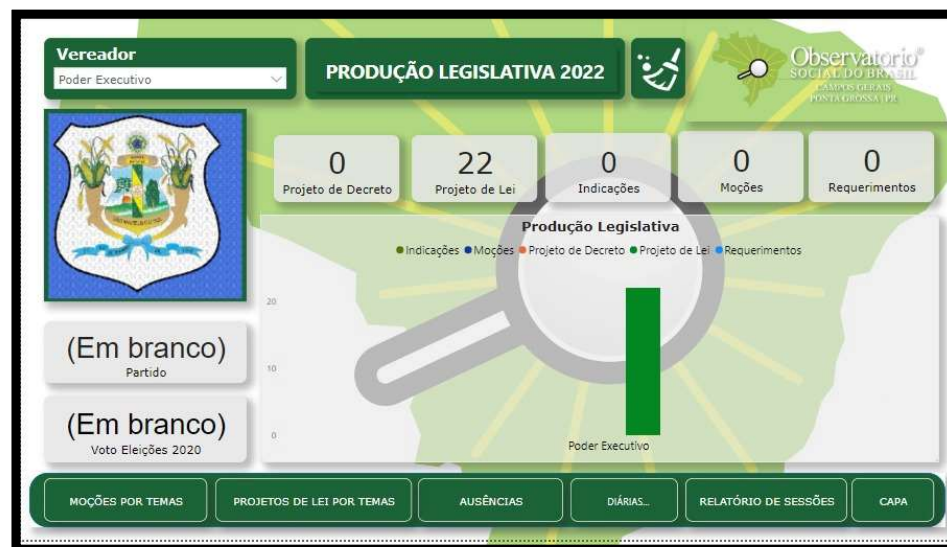 Vereador
Poder Executivo
PRODUÇÃO LEGISLATIVA 2022
Observatorio®
SOCIAL DO BRASIL
CAMPOS GERAIS
PONTA GROSSA | PR
0
Projeto de Decreto
22
Projeto de Lei
0
Indicações
0
Moções
0
Requerimentos
(Em branco)
Partido
(Em branco)
Voto Eleições 2020
Produção Legislativa
Indicações Moções Projeto de Decreto Projeto de Lei Requerimentos
20
10
0
Poder Executivo
MOÇÕES POR TEMAS
PROJETOS DE LEI POR TEMAS
AUSÊNCIAS
DIÁRIAS...
RELATÓRIO DE SESSÕES
CAPA